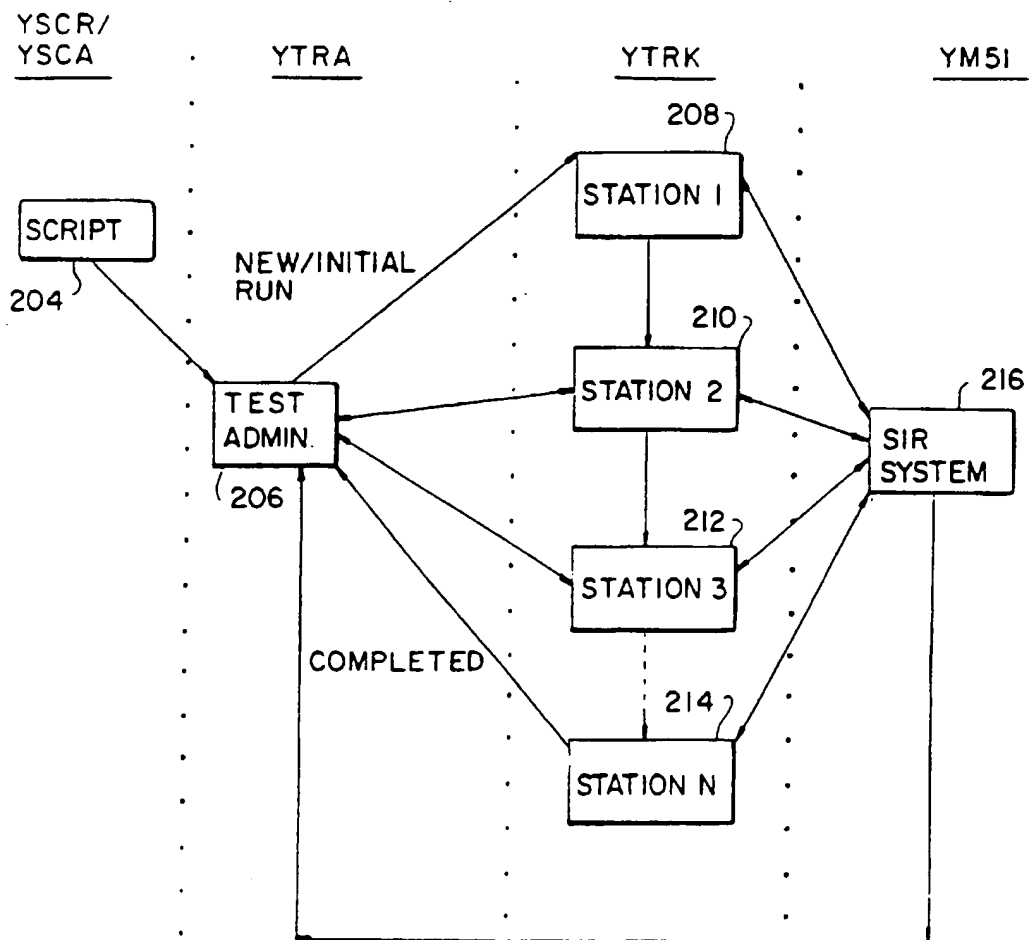 YSCR/
YSCA
YTRA
YTRK
YM51
208
STATION 1
SCRIPT
204
NEW/INITIAL
RUN
210
STATION 2
216
TEST
ADMIN.
206
SIR
SYSTEM
212
STATION 3
COMPLETED
214
STATION N